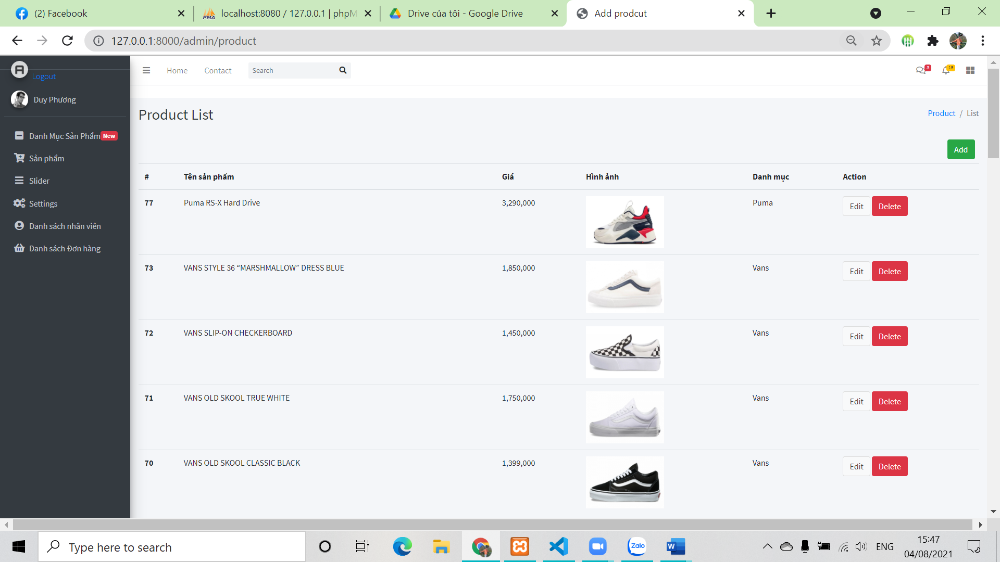 (2) Facebook
localhost:8080 / 127.0.0.1 | phpM
Drive của tôi - Google Drive
Add prodcut
127.0.0.1:8000/admin/product
Logout
Home
Contact
Search
3
15
Duy Phương
Product List
Product / List
Danh Mục Sản Phẩm New
Sản phẩm
Slider
Settings
Danh sách nhân viên
Danh sách Đơn hàng
Add
# Tên sản phẩm Giá Hình ảnh Danh mục Action
77 Puma RS-X Hard Drive 3,290,000 Puma Edit Delete
73 VANS STYLE 36 “MARSHMALLOW” DRESS BLUE 1,850,000 Vans Edit Delete
72 VANS SLIP-ON CHECKERBOARD 1,450,000 Vans Edit Delete
71 VANS OLD SKOOL TRUE WHITE 1,750,000 Vans Edit Delete
70 VANS OLD SKOOL CLASSIC BLACK 1,399,000 Vans Edit Delete
Type here to search
Zalo
ENG
15:47
04/08/2021